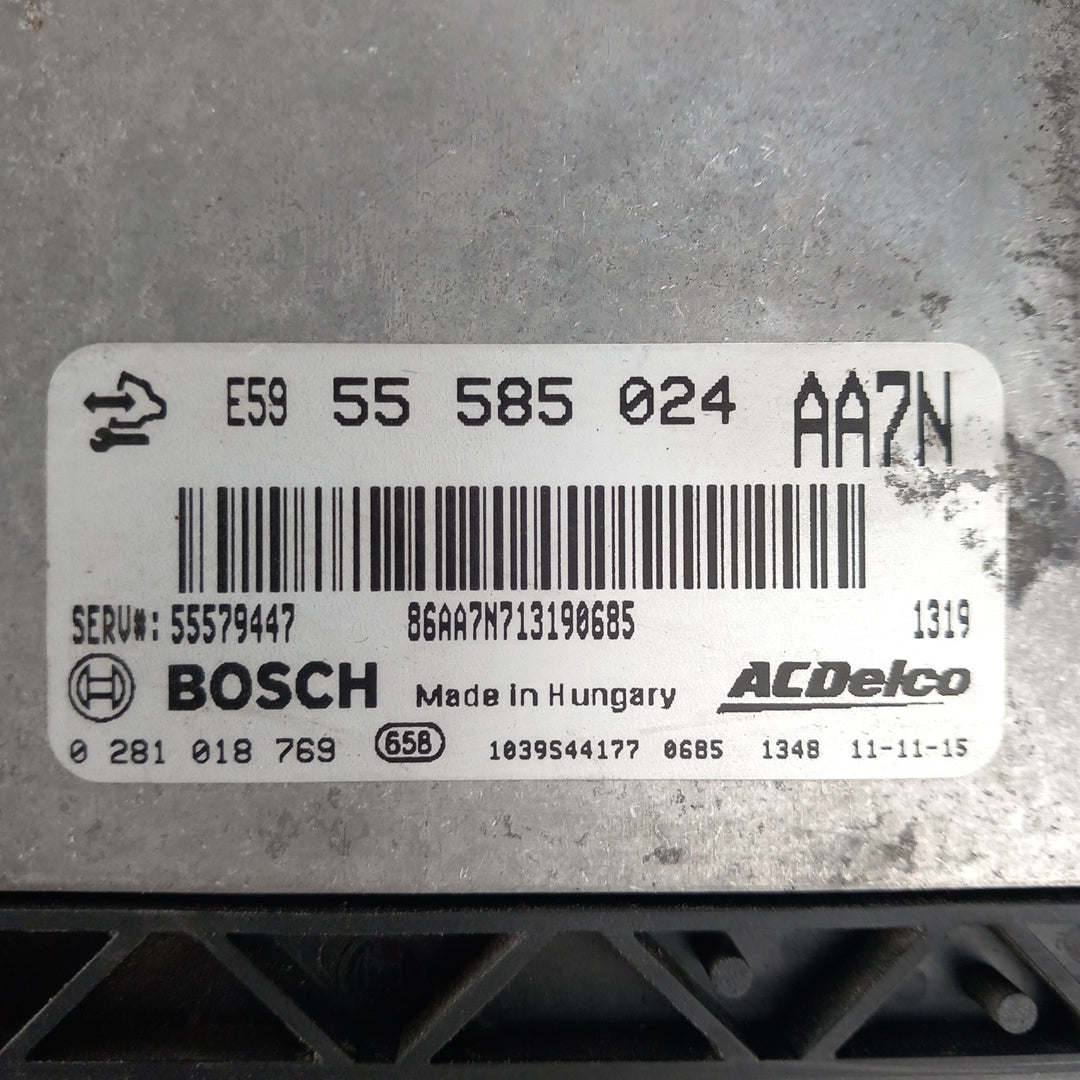 E59 55 585 024 AA7N
SERV#: 55579447 86AA7N713190685 1319
BOSCH Made in Hungary ACDelco
0 281 018 769 658 1039S44177 0685 1348 11-11-15